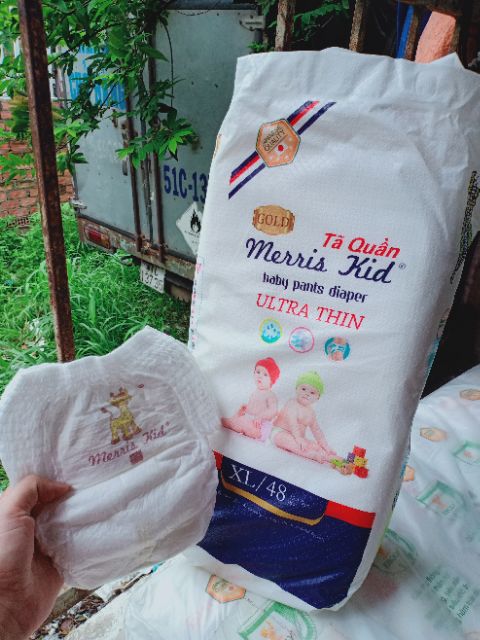 51C-13
GOLD
Tã Quần
Merris Kid®
baby pants diaper
ULTRA THIN
XL/48
Merris Kid®